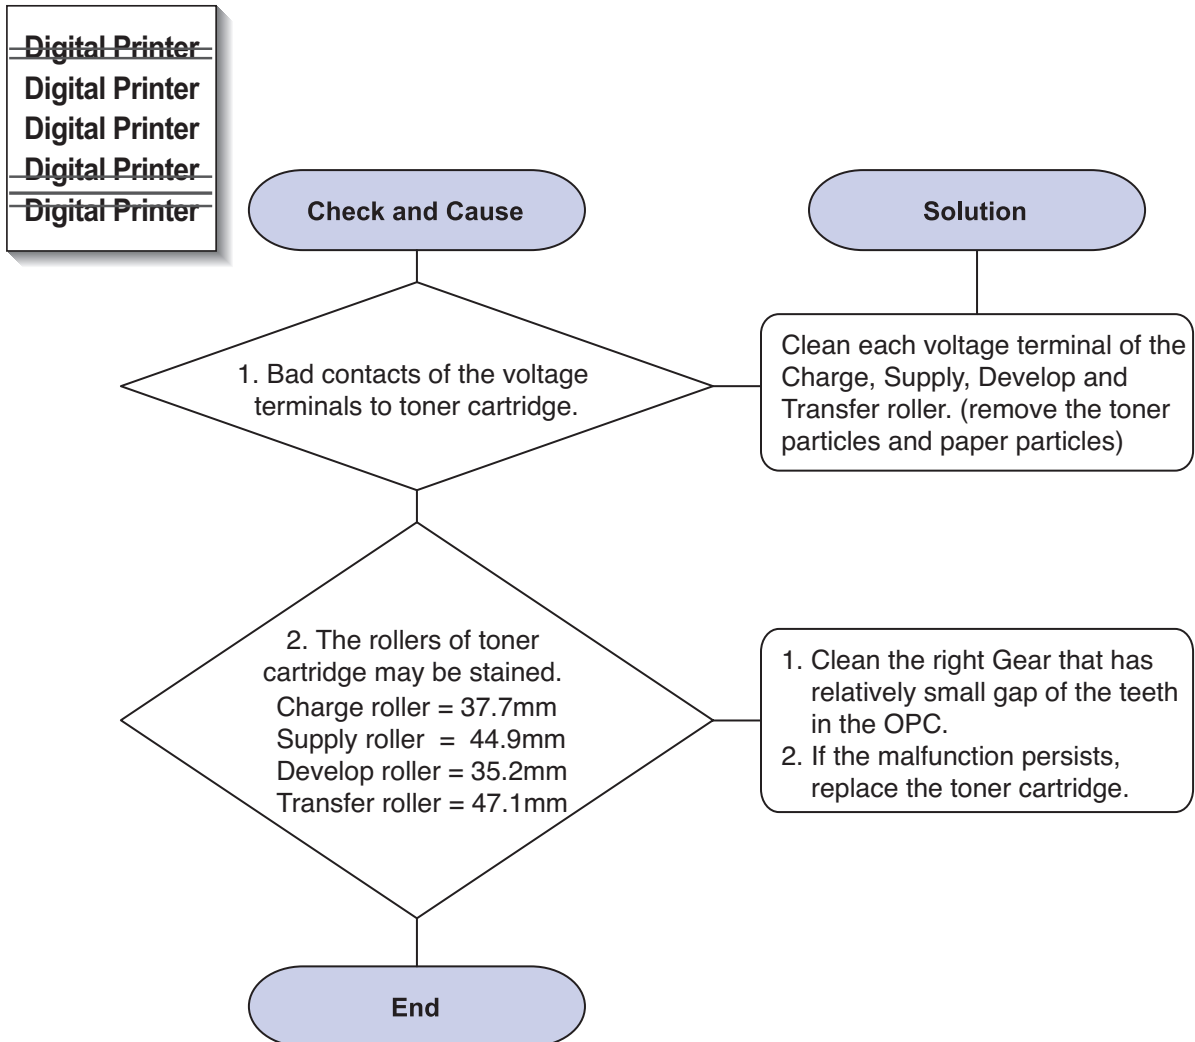 Digital Printer
Digital Printer
Digital Printer
Digital Printer
Digital Printer
Check and Cause
Solution
1. Bad contacts of the voltage
terminals to toner cartridge.
Clean each voltage terminal of the
Charge, Supply, Develop and
Transfer roller. (remove the toner
particles and paper particles)
2. The rollers of toner
cartridge may be stained.
Charge roller = 37.7mm
Supply roller = 44.9mm
Develop roller = 35.2mm
Transfer roller = 47.1mm
1. Clean the right Gear that has
relatively small gap of the teeth
in the OPC.
2. If the malfunction persists,
replace the toner cartridge.
End